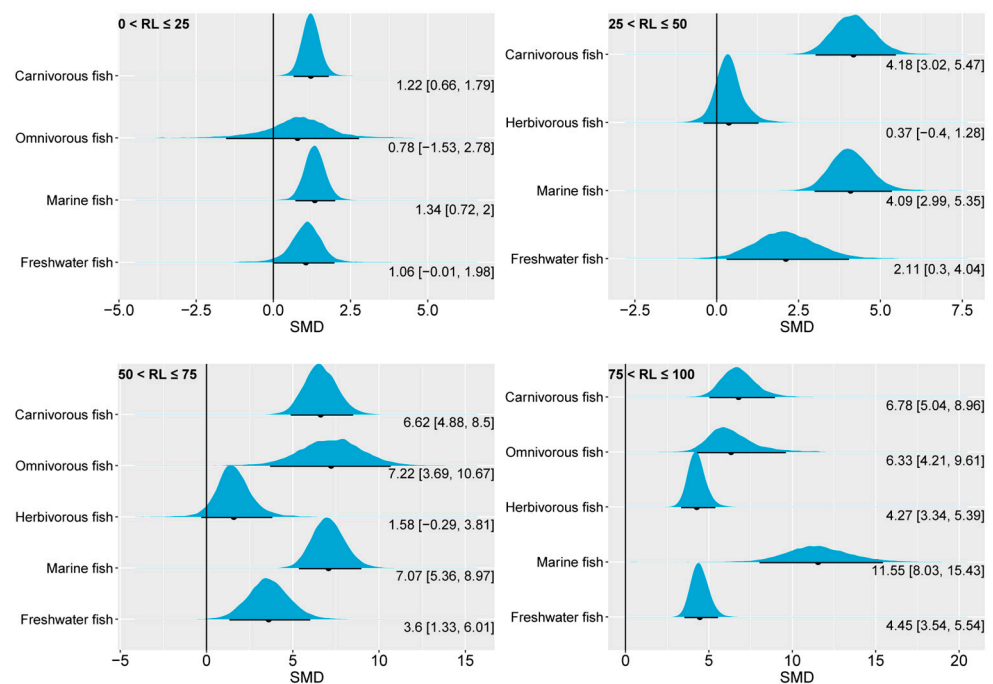 0 < RL ≤ 25
Carnivorous fish
1.22 [0.66, 1.79]
Omnivorous fish
0.78 [−1.53, 2.78]
Marine fish
1.34 [0.72, 2]
Freshwater fish
1.06 [−0.01, 1.98]
−5.0 −2.5 0.0 2.5 5.0
SMD
25 < RL ≤ 50
Carnivorous fish
4.18 [3.02, 5.47]
Herbivorous fish
0.37 [−0.4, 1.28]
Marine fish
4.09 [2.99, 5.35]
Freshwater fish
2.11 [0.3, 4.04]
−2.5 0.0 2.5 5.0 7.5
SMD
50 < RL ≤ 75
Carnivorous fish
6.62 [4.88, 8.5]
Omnivorous fish
7.22 [3.69, 10.67]
Herbivorous fish
1.58 [−0.29, 3.81]
Marine fish
7.07 [5.36, 8.97]
Freshwater fish
3.6 [1.33, 6.01]
−5 0 5 10 15
SMD
75 < RL ≤ 100
Carnivorous fish
6.78 [5.04, 8.96]
Omnivorous fish
6.33 [4.21, 9.61]
Herbivorous fish
4.27 [3.34, 5.39]
Marine fish
11.55 [8.03, 15.43]
Freshwater fish
4.45 [3.54, 5.54]
0 5 10 15 20
SMD